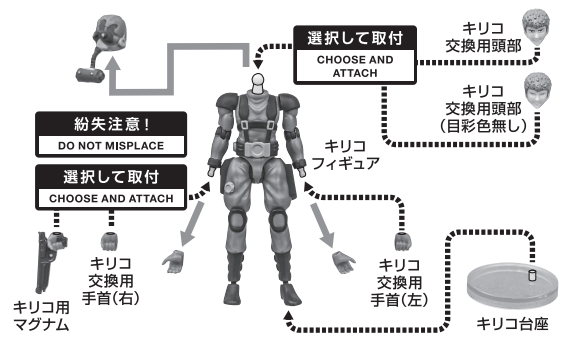 選択して取付
CHOOSE AND
ATTACH
キリコ
交換用頭部
キリコ
交換用頭部
(目彩色無し)
紛失注意!
DO NOT MISPLACE
選択して取付
CHOOSE AND ATTACH
キリコ
フィギュア
キリコ用
マグナム
キリコ
交換用
手首(右)
キリコ
交換用
手首(左)
キリコ台座